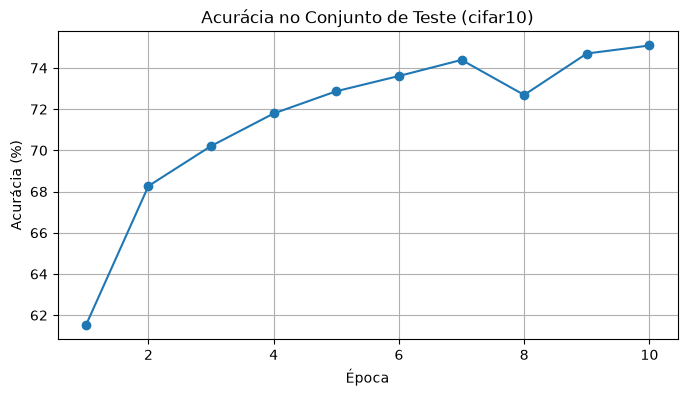 Acurácia no Conjunto de Teste (cifar10)
Acurácia (%)
74
72
70
68
66
64
62
2 4 6 8 10
Época